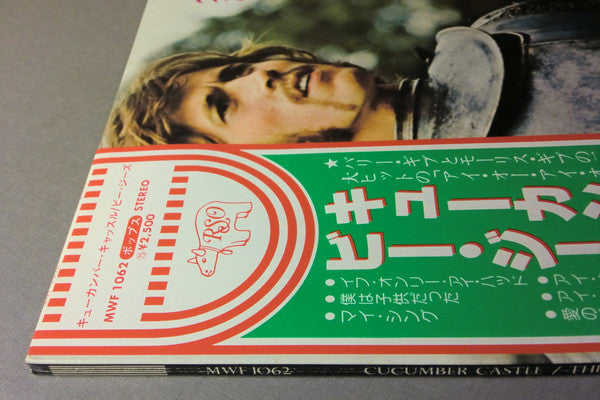 キューカンバー・キャッスル/ビー・ジーズ
MWF 1062 ポップス STEREO
¥2,500
RSO
★バリー・ギブとモーリス・ギブの
大ヒットの「アイ・オー・アイ・オ
キューカン
ビー・ジー
・イフ・オンリー・アイ・ハッド
・僕は子供だった
・マイ・シング
・アイ・
・アイ・
・愛の
MWF 1062 CUCUMBER CASTLE / THE